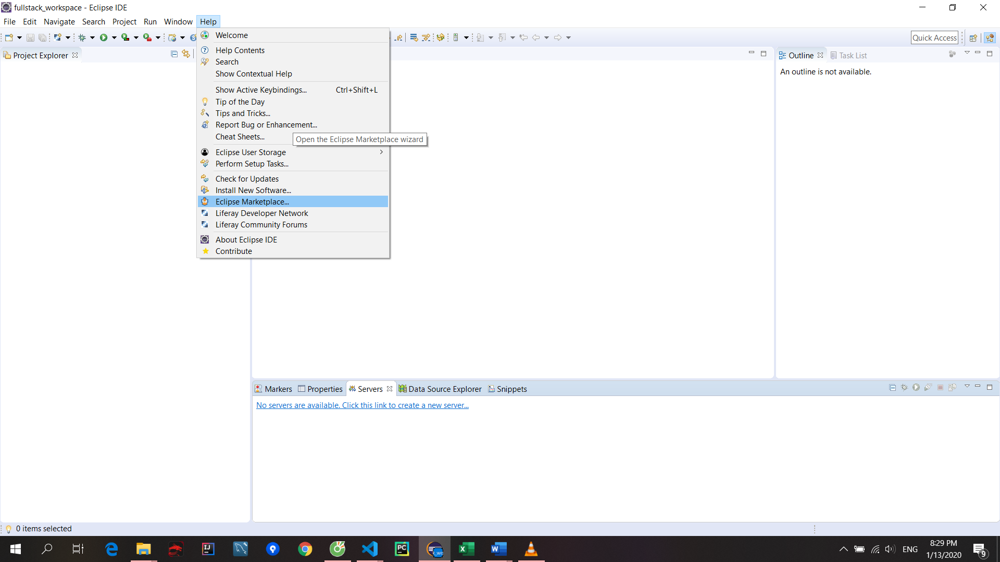 fullstack_workspace - Eclipse IDE
File Edit Navigate Search Project Run Window Help
Quick Access
Project Explorer
Welcome
Help Contents
Search
Show Contextual Help
Show Active Keybindings... Ctrl+Shift+L
Tip of the Day
Tips and Tricks...
Report Bug or Enhancement...
Cheat Sheets...
Open the Eclipse Marketplace wizard
Eclipse User Storage
Perform Setup Tasks...
Check for Updates
Install New Software...
Eclipse Marketplace...
Liferay Developer Network
Liferay Community Forums
About Eclipse IDE
Contribute
Outline Task List
An outline is not available.
Markers Properties Servers Data Source Explorer Snippets
No servers are available. Click this link to create a new server...
0 items selected
IJ
PC
X
W
ENG
8:29 PM
1/13/2020
9